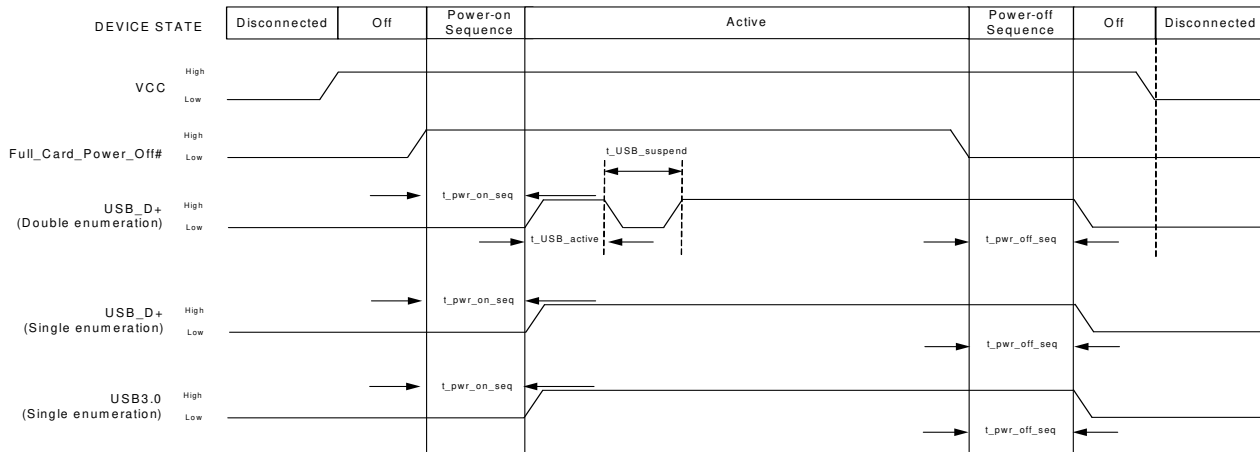 DEVICE STATE
Disconnected
Off
Power-on
Sequence
Active
Power-off
Sequence
Off
Disconnected
VCC
High
Low
Full_Card_Power_Off#
High
Low
t_USB_suspend
USB_D+
(Double enumeration)
High
Low
t_pwr_on_seq
t_USB_active
t_pwr_off_seq
USB_D+
(Single enumeration)
High
Low
t_pwr_on_seq
t_pwr_off_seq
USB3.0
(Single enumeration)
High
Low
t_pwr_on_seq
t_pwr_off_seq